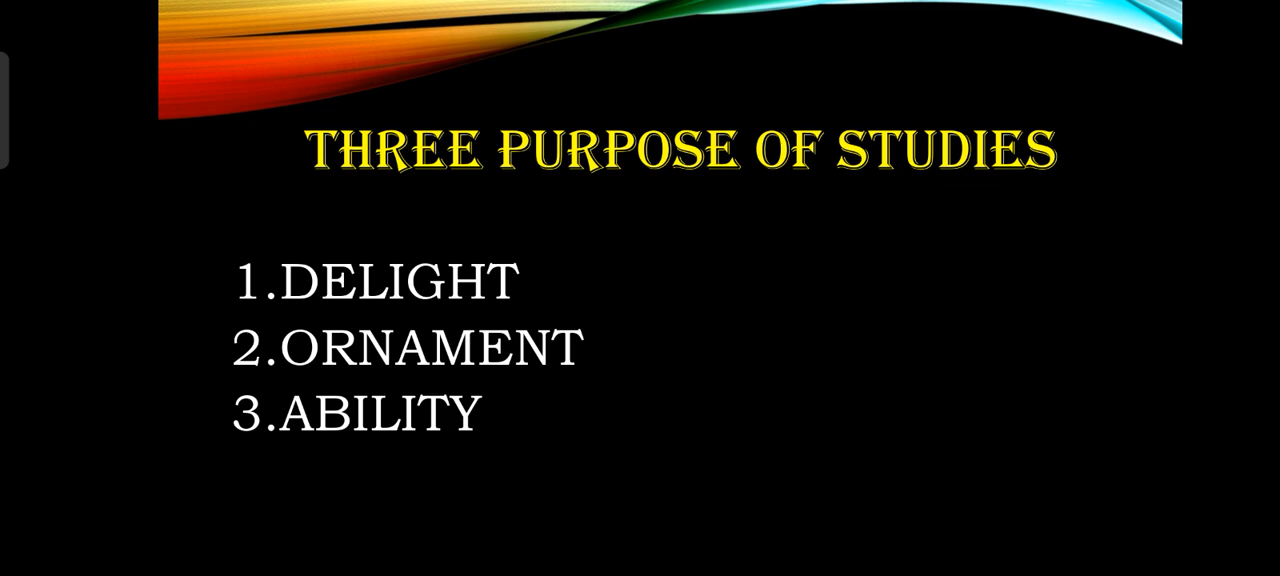 THREE PURPOSE OF STUDIES
1.DELIGHT
2.ORNAMENT
3.ABILITY